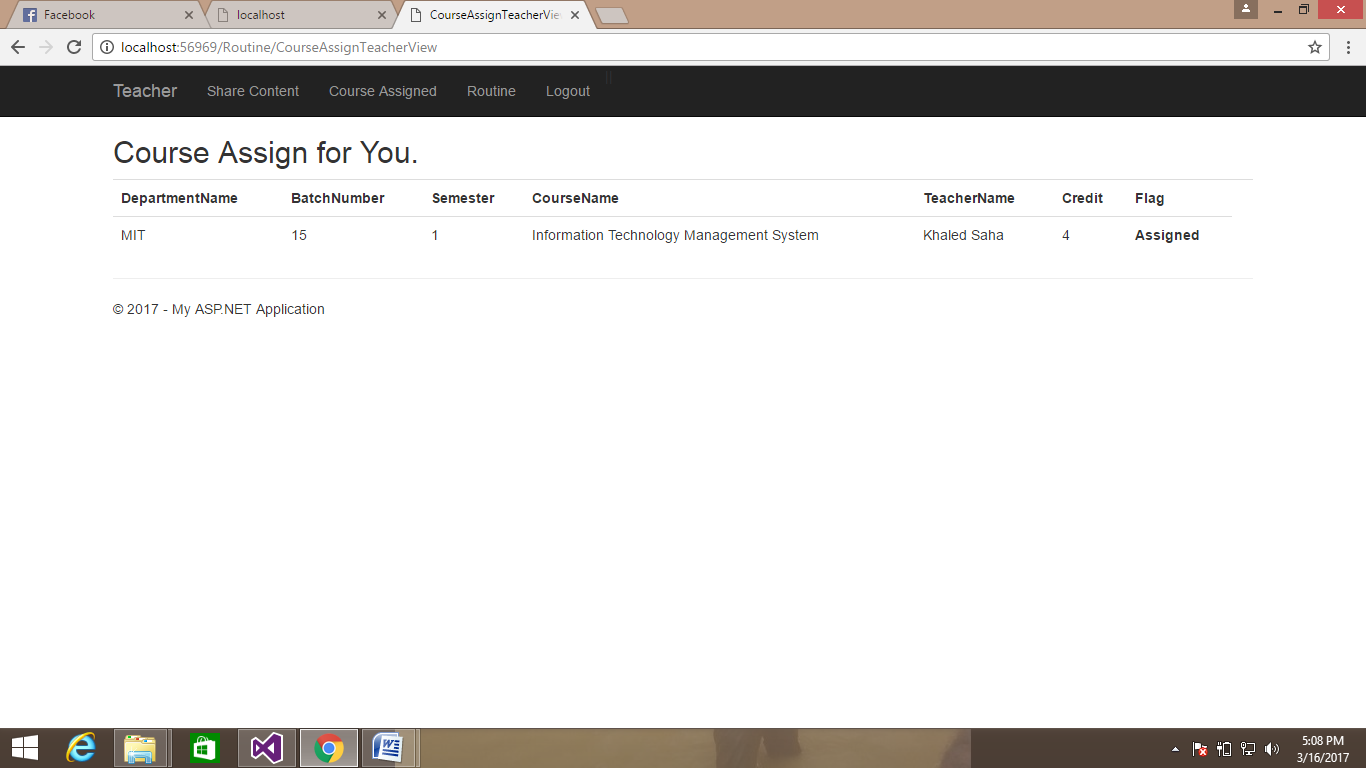 Facebook localhost CourseAssignTeacherVie
localhost:56969/Routine/CourseAssignTeacherView
Teacher Share Content Course Assigned Routine Logout
Course Assign for You.
DepartmentName BatchNumber Semester CourseName TeacherName Credit Flag
MIT 15 1 Information Technology Management System Khaled Saha 4 Assigned
© 2017 - My ASP.NET Application
5:08 PM
3/16/2017